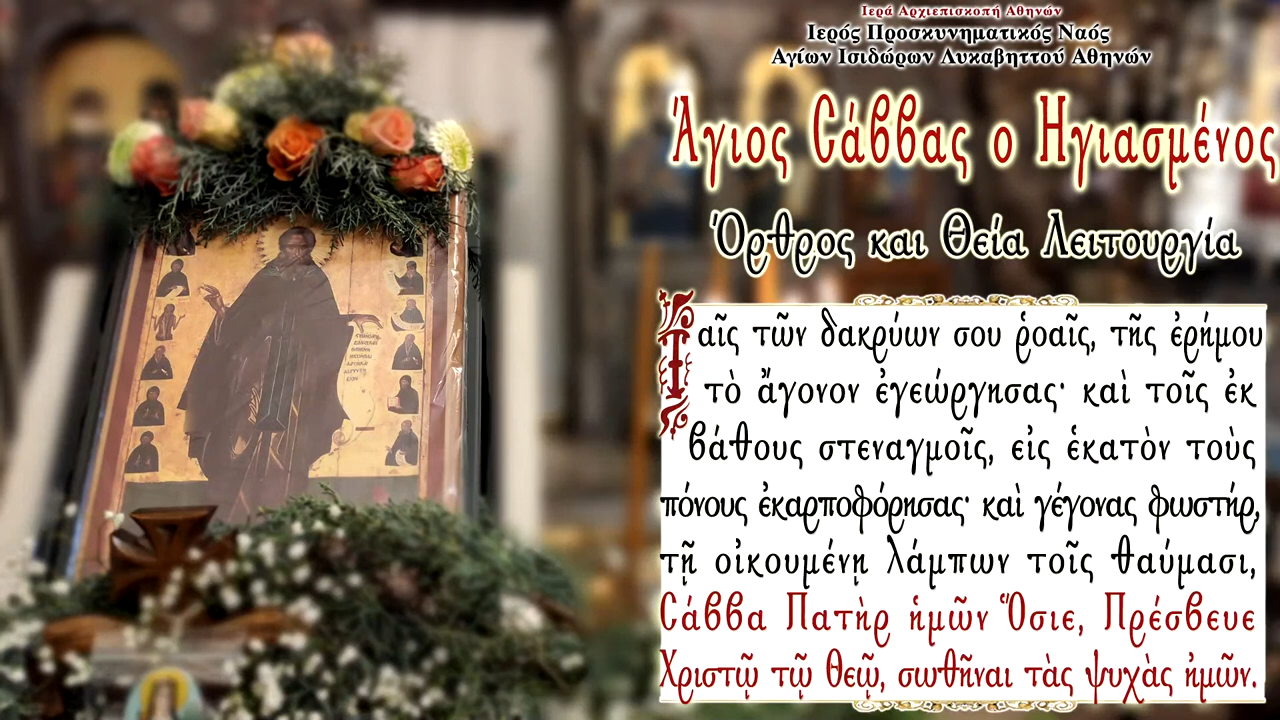 Ιερά Αρχιεπισκοπή Αθηνών
Ιερός Προσκυνηματικός Ναός
Αγίων Ισιδώρων Λυκαβηττού Αθηνών
Άγιος Σάββας ο Ηγιασμένος
Όρθρος και Θεία Λειτουργία
Ταῖς τῶν δακρύων σου ῥοαῖς, τῆς ἐρήμου
τὸ ἄγονον ἐγεώργησας· καὶ τοῖς ἐκ
βάθους στεναγμοῖς, εἰς ἑκατὸν τοὺς
πόνους ἐκαρποφόρησας· καὶ γέγονας φωστήρ,
τῇ οἰκουμένῃ λάμπων τοῖς θαύμασι,
Σάββα Πατὴρ ἡμῶν Ὅσιε, Πρέσβευε
Χριστῷ τῷ Θεῷ, σωθῆναι τὰς ψυχὰς ἡμῶν.